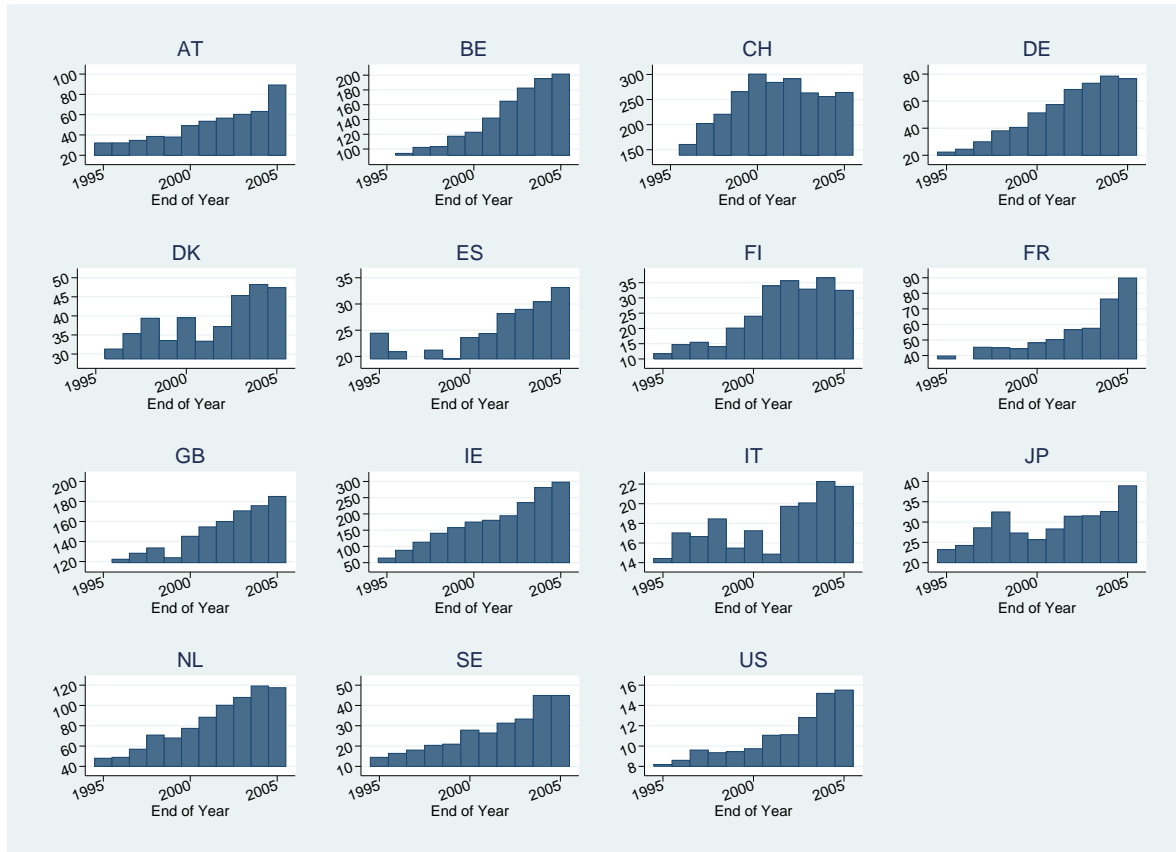 AT BE CH DE
100 200 300 80
80 180 250 60
60 160 200 40
40 140 150 20
20 120
100
1995 2000 2005 1995 2000 2005 1995 2000 2005 1995 2000 2005
End of Year End of Year End of Year End of Year
DK ES FI FR
50 35 35 90
45 30 30 80
40 25 25 70
35 20 20 60
30 15 50
10 40
1995 2000 2005 1995 2000 2005 1995 2000 2005 1995 2000 2005
End of Year End of Year End of Year End of Year
GB IE IT JP
200 300 22 40
180 250 20 35
160 200 18 30
140 150 16 25
120 100 14 20
50
1995 2000 2005 1995 2000 2005 1995 2000 2005 1995 2000 2005
End of Year End of Year End of Year End of Year
NL SE US
120 50 16
100 40 14
80 30 12
60 20 10
40 10 8
1995 2000 2005 1995 2000 2005 1995 2000 2005
End of Year End of Year End of Year